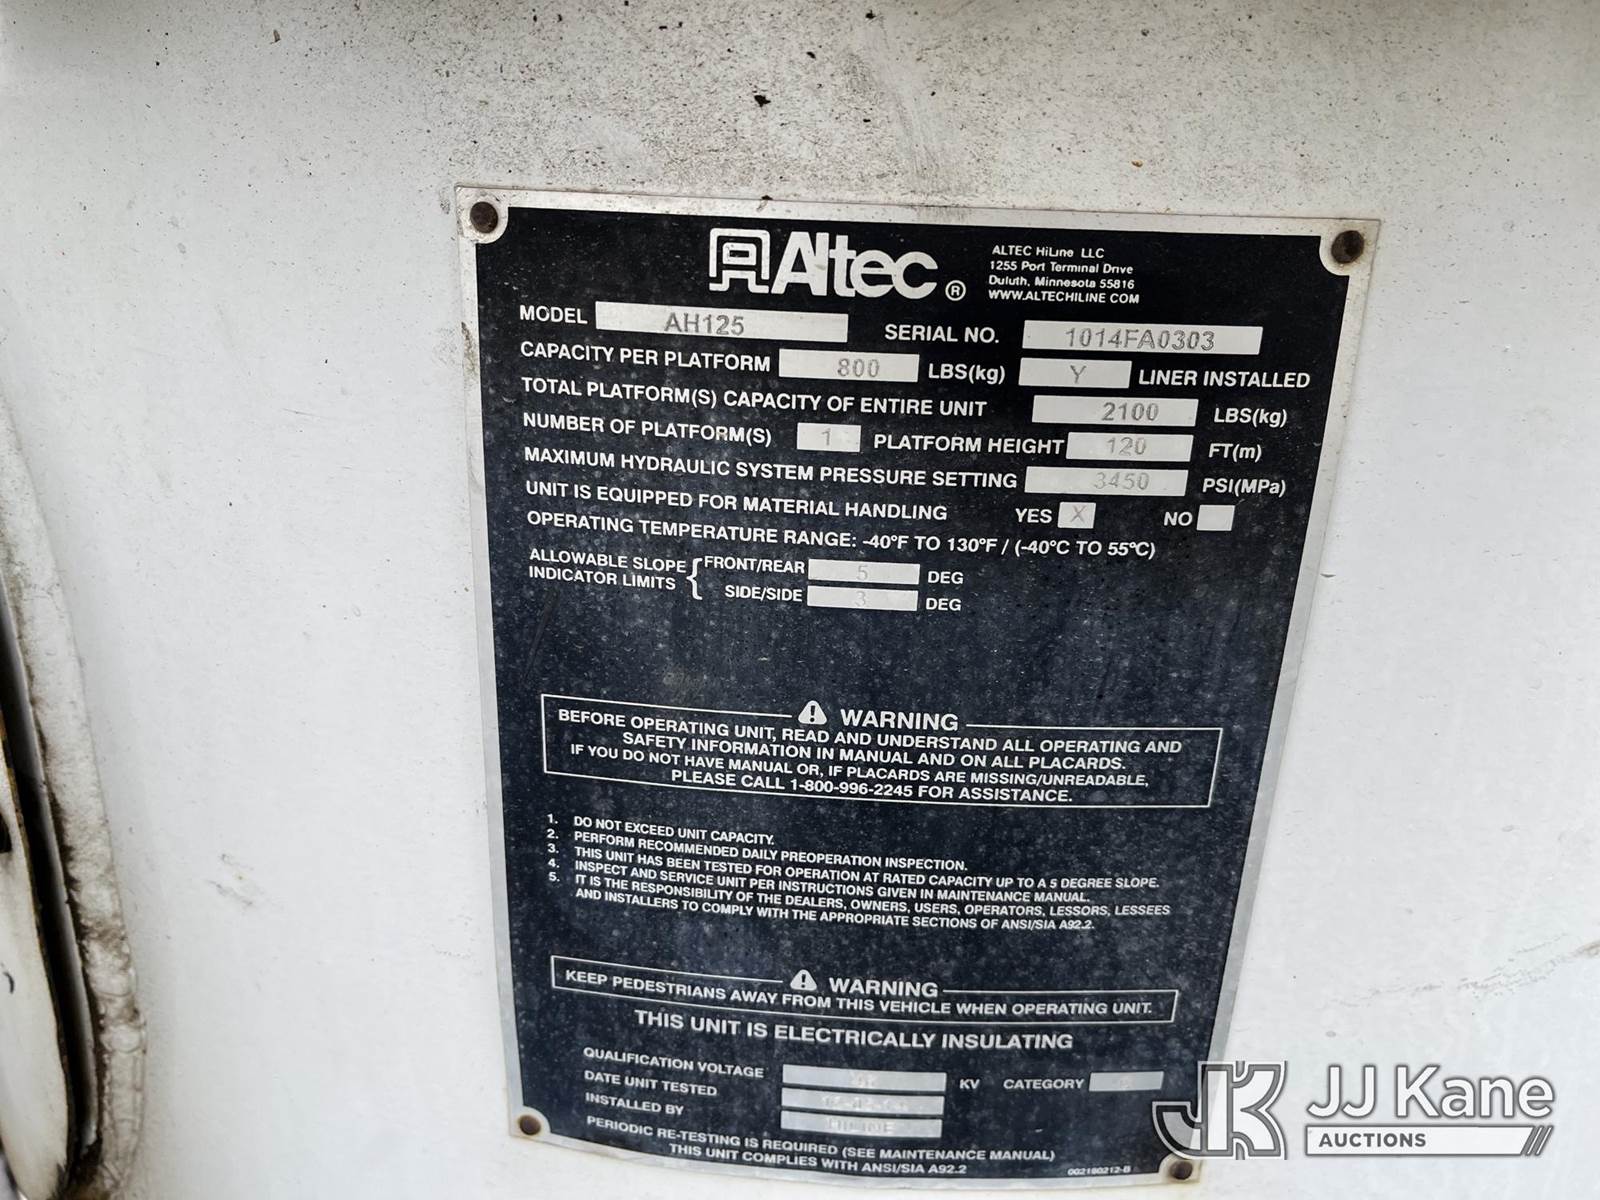 Altec ®
ALTEC HiLine LLC
1255 Port Terminal Drive
Duluth, Minnesota 55816
WWW.ALTECHILINE COM
MODEL AH125 SERIAL NO. 1014FA0303
CAPACITY PER PLATFORM 800 LBS(kg) Y LINER INSTALLED
TOTAL PLATFORM(S) CAPACITY OF ENTIRE UNIT 2100 LBS(kg)
NUMBER OF PLATFORM(S) 1 PLATFORM HEIGHT 120 FT(m)
MAXIMUM HYDRAULIC SYSTEM PRESSURE SETTING 3450 PSI(MPa)
UNIT IS EQUIPPED FOR MATERIAL HANDLING YES X NO
OPERATING TEMPERATURE RANGE: -40°F TO 130°F / (-40°C TO 55°C)
ALLOWABLE SLOPE INDICATOR LIMITS { FRONT/REAR 5 DEG
SIDE/SIDE 3 DEG
WARNING
BEFORE OPERATING UNIT, READ AND UNDERSTAND ALL OPERATING AND
SAFETY INFORMATION IN MANUAL AND ON ALL PLACARDS.
IF YOU DO NOT HAVE MANUAL OR, IF PLACARDS ARE MISSING/UNREADABLE,
PLEASE CALL 1-800-996-2245 FOR ASSISTANCE.
1. DO NOT EXCEED UNIT CAPACITY.
2. PERFORM RECOMMENDED DAILY PREOPERATION INSPECTION.
3. THIS UNIT HAS BEEN TESTED FOR OPERATION AT RATED CAPACITY UP TO A 5 DEGREE SLOPE.
4. INSPECT AND SERVICE UNIT PER INSTRUCTIONS GIVEN IN MAINTENANCE MANUAL.
5. IT IS THE RESPONSIBILITY OF THE DEALERS, OWNERS, USERS, OPERATORS, LESSORS, LESSEES
AND INSTALLERS TO COMPLY WITH THE APPROPRIATE SECTIONS OF ANSI/SIA A92.2.
WARNING
KEEP PEDESTRIANS AWAY FROM THIS VEHICLE WHEN OPERATING UNIT.
THIS UNIT IS ELECTRICALLY INSULATING
QUALIFICATION VOLTAGE KV CATEGORY
DATE UNIT TESTED
INSTALLED BY HILINE
PERIODIC RE-TESTING IS REQUIRED (SEE MAINTENANCE MANUAL)
THIS UNIT COMPLIES WITH ANSI/SIA A92.2
002180212-B
JK JJ Kane
AUCTIONS